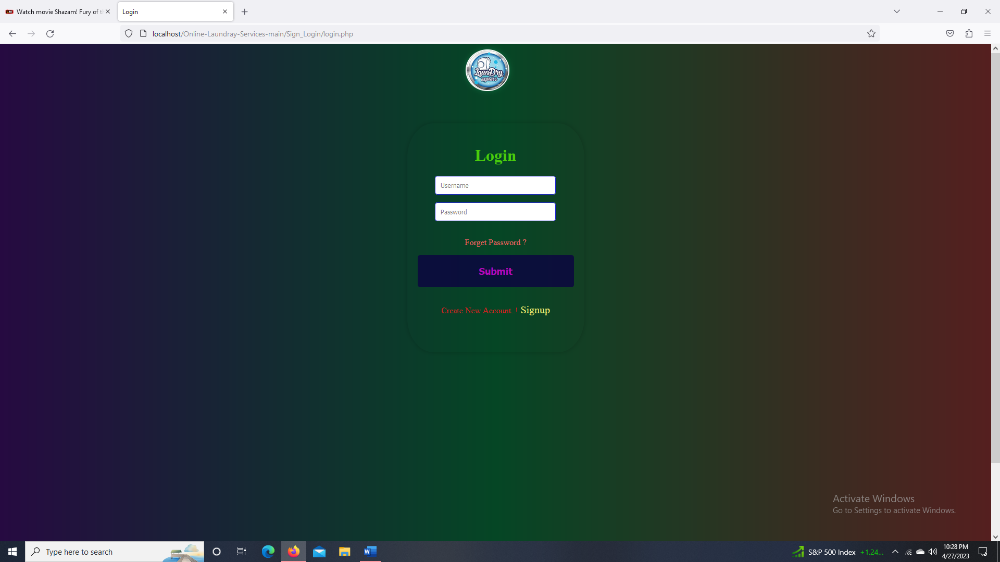 Watch movie Shazam! Fury of t
Login
localhost/Online-Laundray-Services-main/Sign_Login/login.php
LaunDry
express
Login
Username
Password
Forget Password ?
Submit
Create New Account..! Signup
Activate Windows
Go to Settings to activate Windows.
Type here to search
S&P 500 Index +1.24...
10:28 PM
4/27/2023